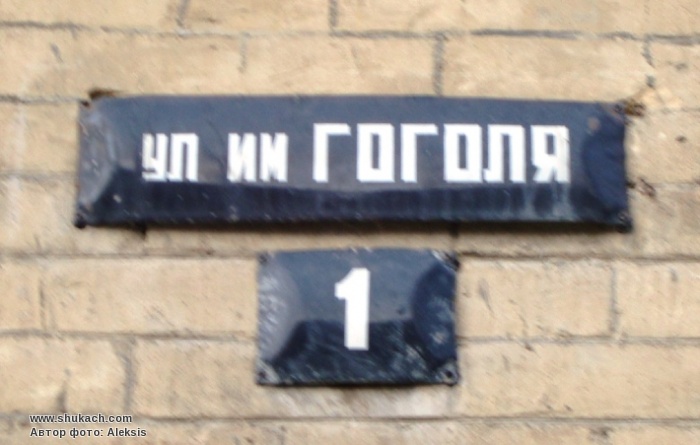 ул им ГОГОЛЯ
1
www.shukach.com
Автор фото: Aleksis